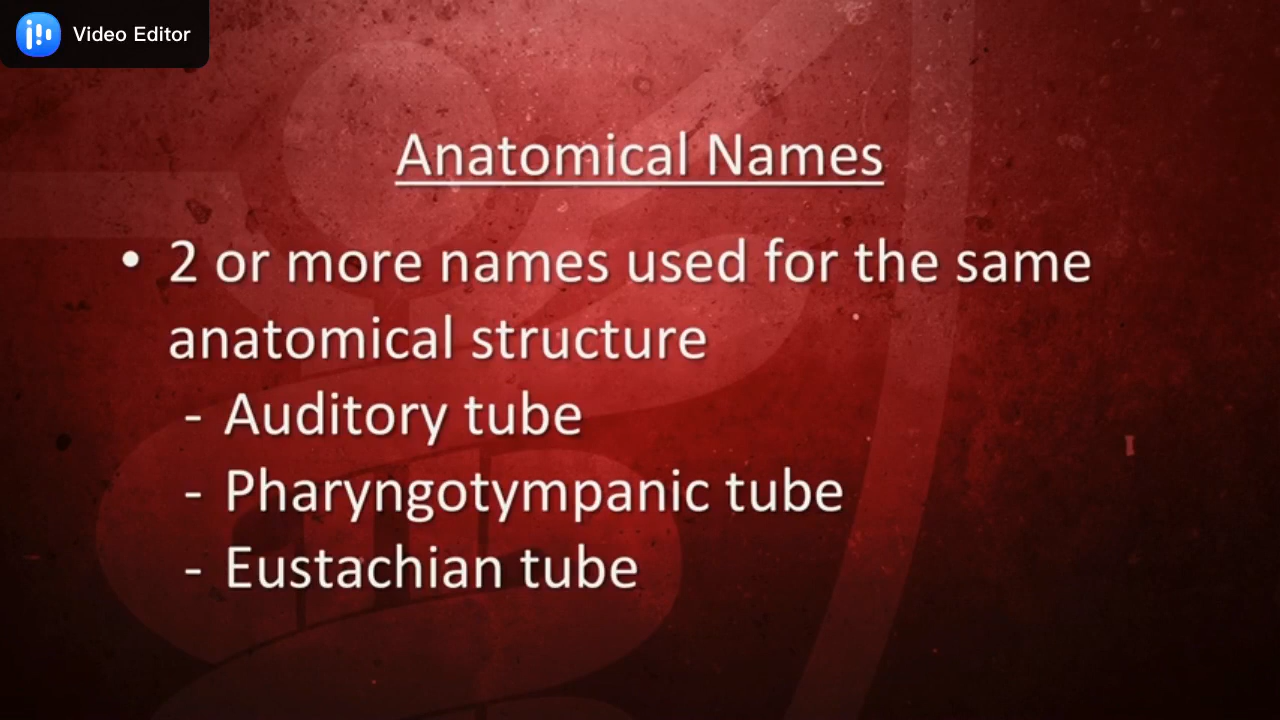 Video Editor
Anatomical Names
• 2 or more names used for the same
anatomical structure
- Auditory tube
- Pharyngotympanic tube
- Eustachian tube